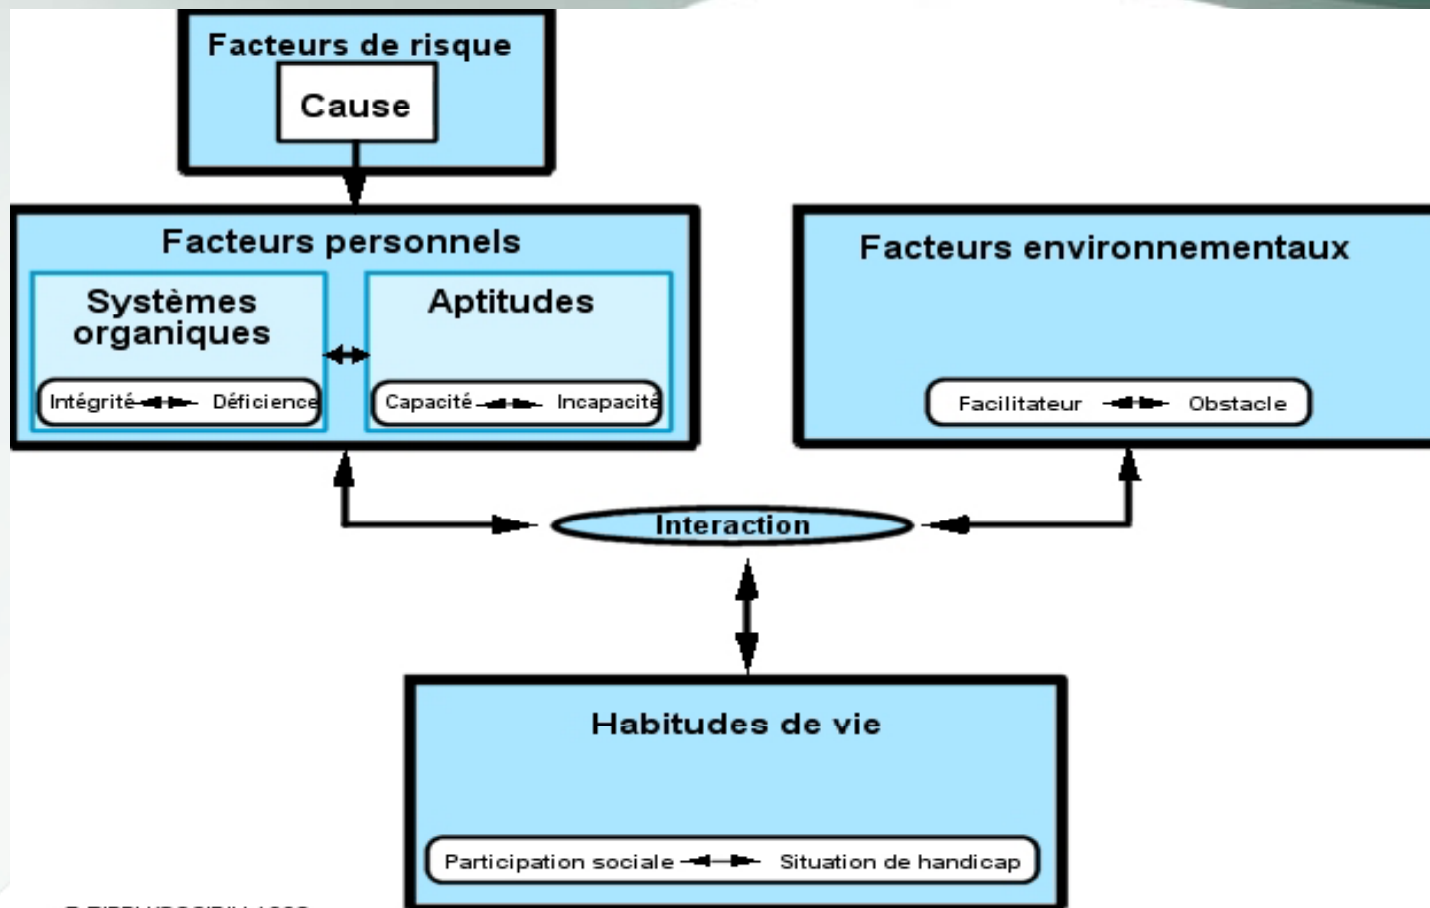 Facteurs de risque
Cause
Facteurs personnels
Systèmes
organiques
Intégrité Déficience
Aptitudes
Capacité Incapacité
Facteurs environnementaux
Facilitateur Obstacle
Interaction
Habitudes de vie
Participation sociale Situation de handicap